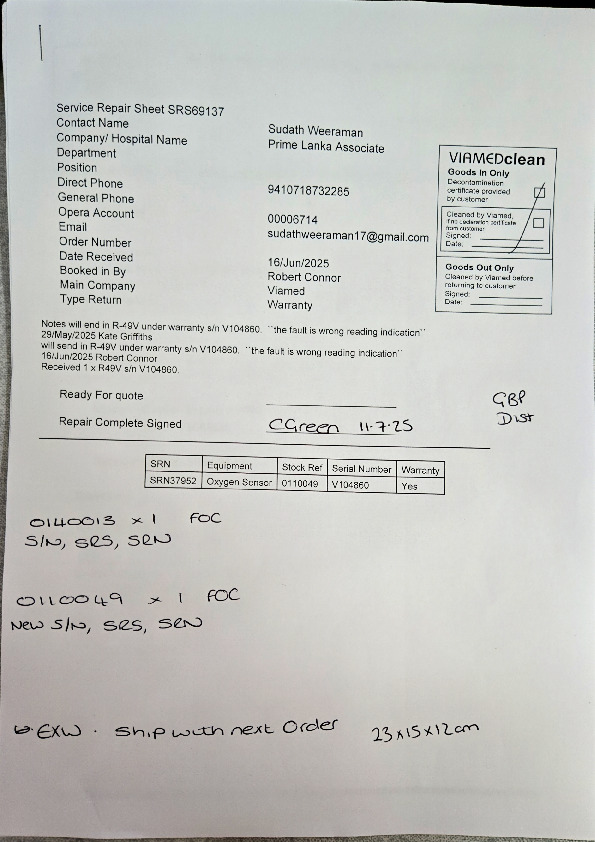 Service Repair Sheet SRS69137
Contact Name Sudath Weeraman
Company/ Hospital Name Prime Lanka Associate
Department
Position
Direct Phone 9410718732285
General Phone
Opera Account 00006714
Email sudathweeraman17@gmail.com
Order Number
Date Received 16/Jun/2025
Booked in By Robert Connor
Main Company Viamed
Type Return Warranty
VIAMEDclean
Goods In Only
Decontamination
certificate provided
by customer
Cleaned by Viamed,
if no declaration certificate
from customer
Signed:
Date:
Goods Out Only
Cleaned by Viamed before
returning to customer
Signed:
Date:
Notes will end in R-49V under warranty s/n V104860. ``the fault is wrong reading indication``
29/May/2025 Kate Griffiths
will send in R-49V under warranty s/n V104860. ``the fault is wrong reading indication``
16/Jun/2025 Robert Connor
Received 1 x R49V s/n V104860.
Ready For quote
GBP
Dist
Repair Complete Signed CGreen 11-7-25
SRN Equipment Stock Ref Serial Number Warranty
SRN37952 Oxygen Sensor 0110049 V104860 Yes
0140013 x 1 FOC
S/N, SRS, SRN
0110049 x 1 FOC
New S/N, SRS, SRN
EXW - Ship with next Order 23x15x12cm